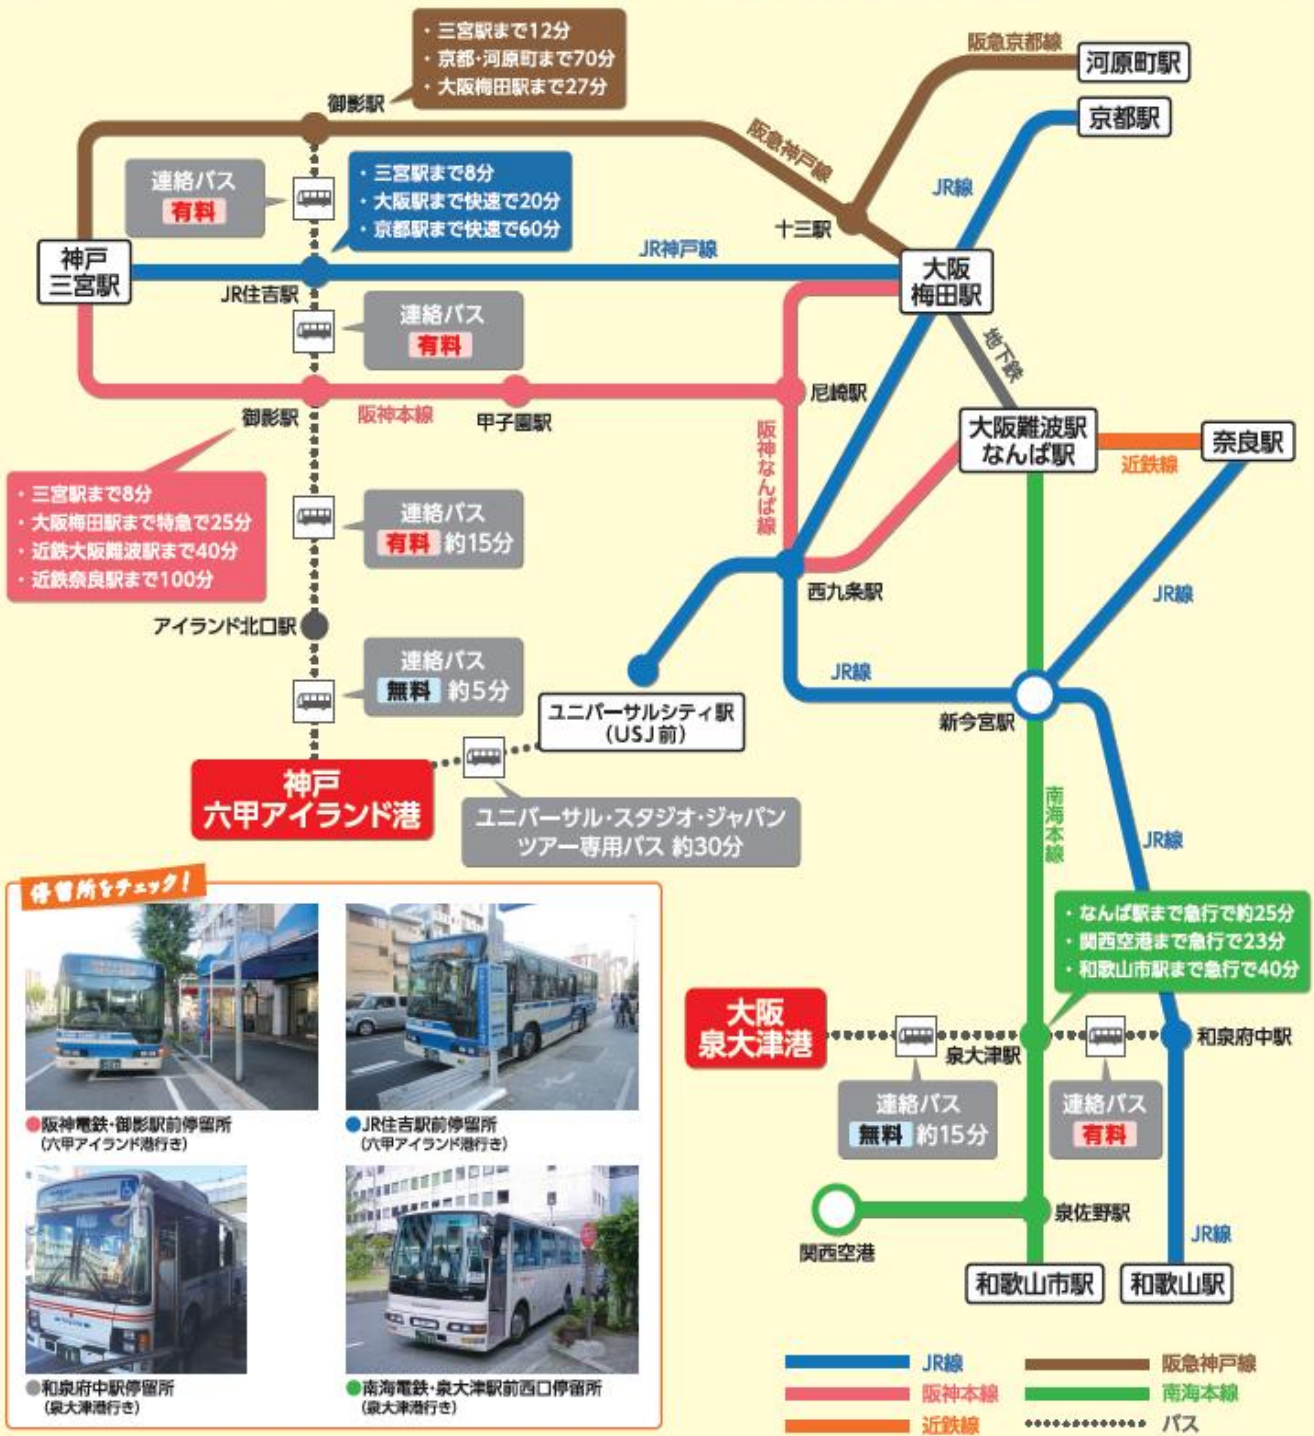 ・三宮駅まで12分
・京都・河原町まで70分
・大阪梅田駅まで27分
阪急京都線
河原町駅
御影駅
京都駅
阪急神戸線
連絡バス
有料
・三宮駅まで8分
・大阪駅まで快速で20分
・京都駅まで快速で60分
JR線
十三駅
神戸
三宮駅
JR神戸線
大阪
梅田駅
JR住吉駅
連絡バス
有料
地下鉄
御影駅
阪神本線
甲子園駅
尼崎駅
大阪難波駅
なんば駅
近鉄線
奈良駅
阪神なんば線
・三宮駅まで8分
・大阪梅田駅まで特急で25分
・近鉄大阪難波駅まで40分
・近鉄奈良駅まで100分
連絡バス
有料 約15分
西九条駅
JR線
アイランド北口駅
連絡バス
無料 約5分
JR線
ユニバーサルシティ駅
(USJ前)
新今宮駅
神戸
六甲アイランド港
ユニバーサル・スタジオ・ジャパン
ツアー専用バス 約30分
南海本線
JR線
停留所をチェック!
・なんば駅まで急行で約25分
・関西空港まで急行で23分
・和歌山市駅まで急行で40分
大阪
泉大津港
泉大津駅
和泉府中駅
連絡バス
無料 約15分
連絡バス
有料
●阪神電鉄・御影駅前停留所
(六甲アイランド港行き)
●JR住吉駅前停留所
(六甲アイランド港行き)
泉佐野駅
関西空港
JR線
和歌山市駅
和歌山駅
●和泉府中駅停留所
(泉大津港行き)
●南海電鉄・泉大津駅前西口停留所
(泉大津港行き)
JR線
阪急神戸線
阪神本線
南海本線
近鉄線
バス